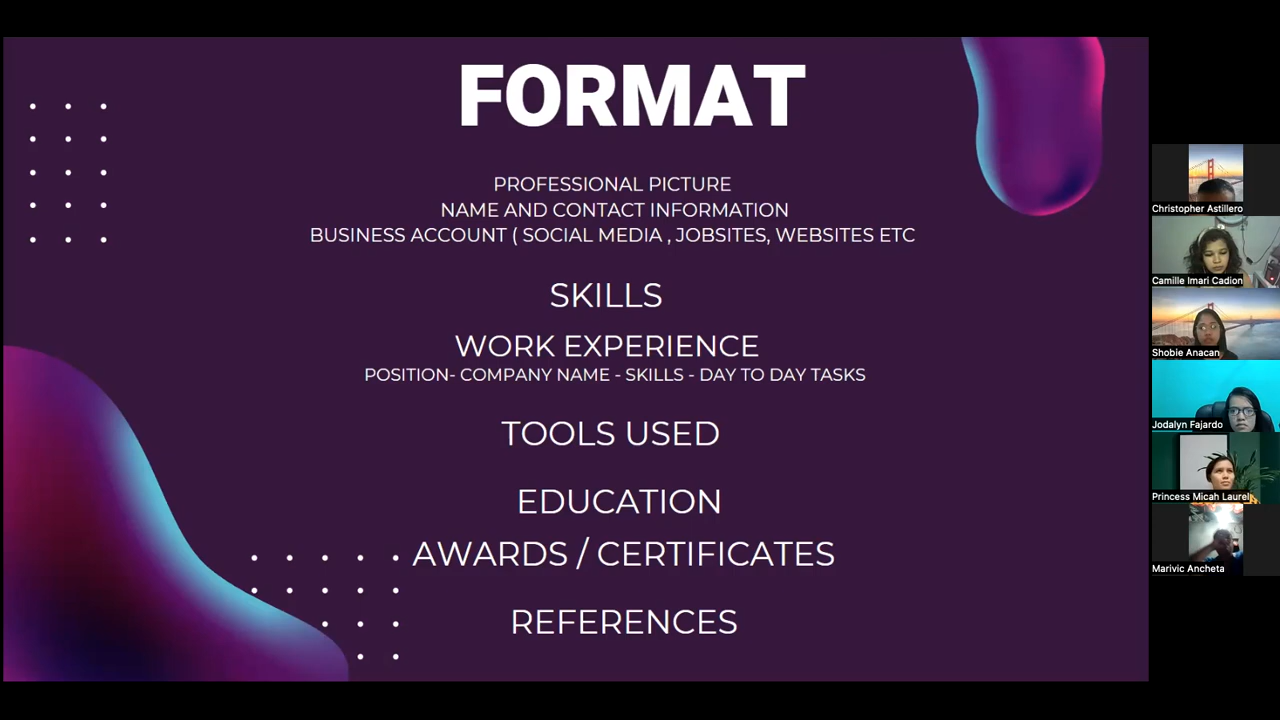 FORMAT
PROFESSIONAL PICTURE
NAME AND CONTACT INFORMATION
BUSINESS ACCOUNT ( SOCIAL MEDIA , JOBSITES, WEBSITES ETC
SKILLS
WORK EXPERIENCE
POSITION- COMPANY NAME - SKILLS - DAY TO DAY TASKS
TOOLS USED
EDUCATION
AWARDS / CERTIFICATES
REFERENCES
Christopher Astillero
Camille Imari Cadion
Shobie Anacan
Jodalyn Fajardo
Princess Micah Laurel
Marivic Ancheta